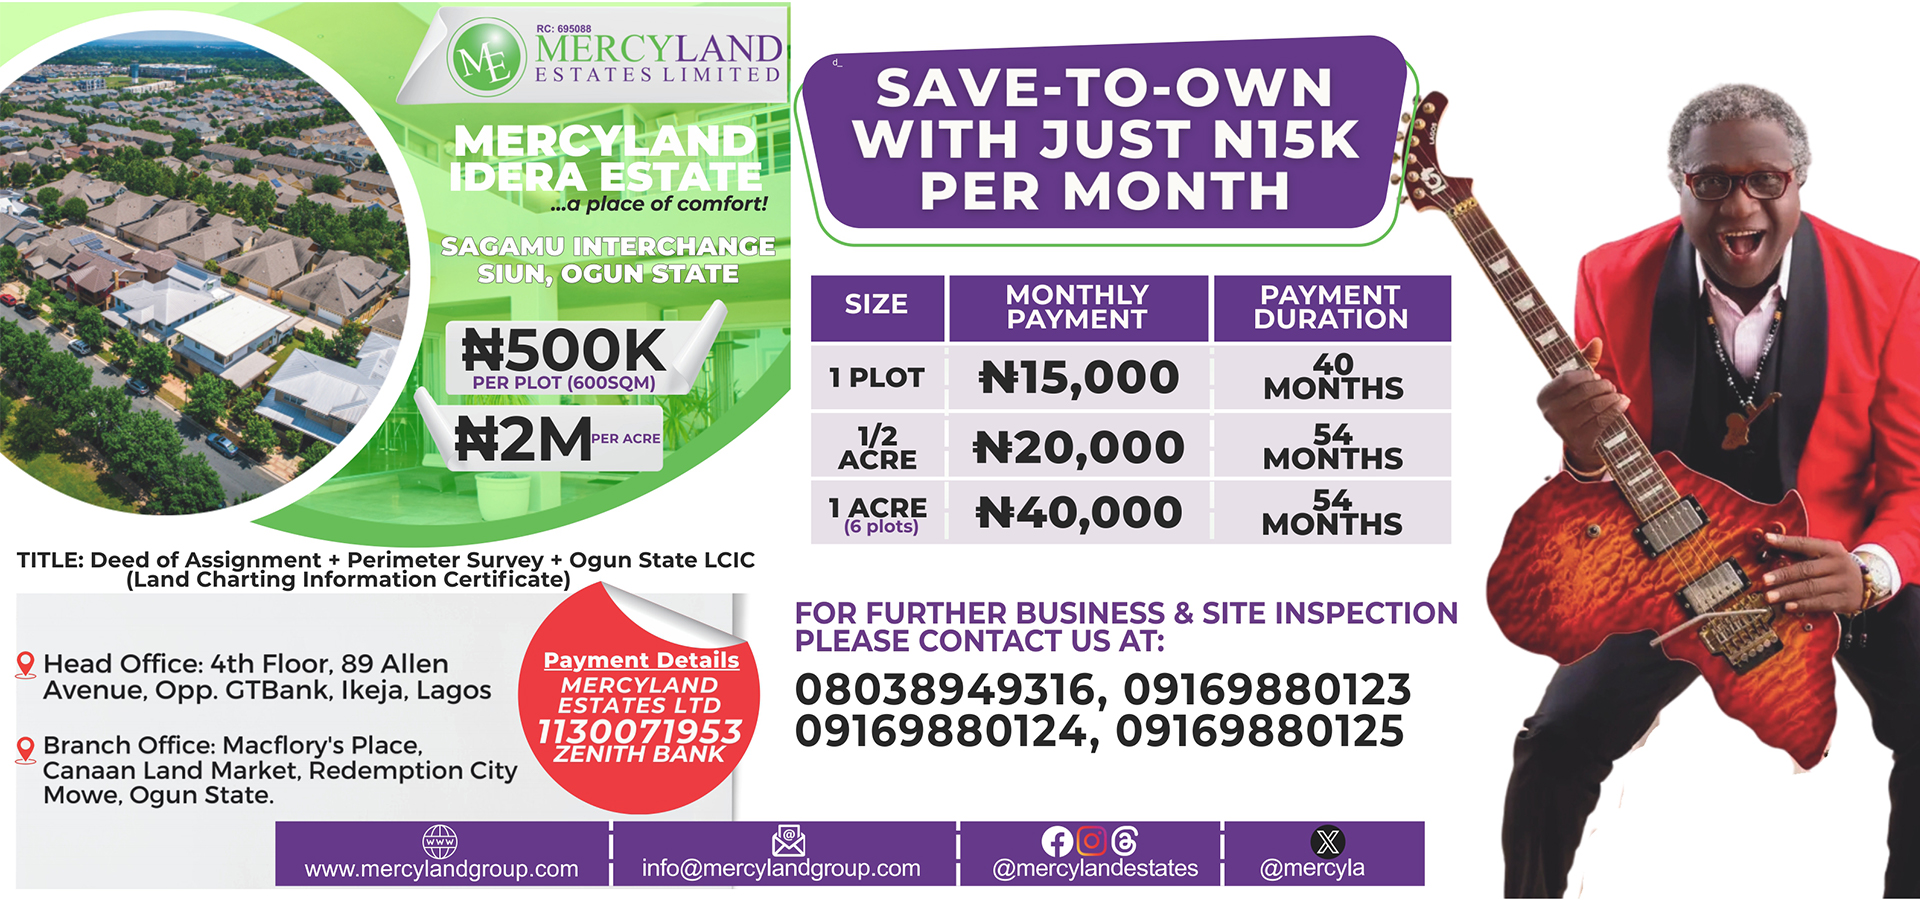 RC: 695088
ME
MERCYLAND
ESTATES LIMITED
MERCYLAND
IDERA ESTATE
...a place of comfort!
SAGAMU INTERCHANGE
SIUN, OGUN STATE
₦500K
PER PLOT (600SQM)
₦2M PER ACRE
TITLE: Deed of Assignment + Perimeter Survey + Ogun State LCIC
(Land Charting Information Certificate)
Head Office: 4th Floor, 89 Allen
Avenue, Opp. GTBank, Ikeja, Lagos
Branch Office: Macflory's Place,
Canaan Land Market, Redemption City
Mowe, Ogun State.
Payment Details
MERCYLAND
ESTATES LTD
1130071953
ZENITH BANK
d_
SAVE-TO-OWN
WITH JUST N15K
PER MONTH
SIZE
MONTHLY
PAYMENT
PAYMENT
DURATION
1 PLOT
₦15,000
40
MONTHS
1/2
ACRE
₦20,000
54
MONTHS
1 ACRE
(6 plots)
₦40,000
54
MONTHS
FOR FURTHER BUSINESS & SITE INSPECTION
PLEASE CONTACT US AT:
08038949316, 09169880123
09169880124, 09169880125
LAGOS
www
www.mercylandgroup.com
@
info@mercylandgroup.com
@mercylandestates
@mercyla